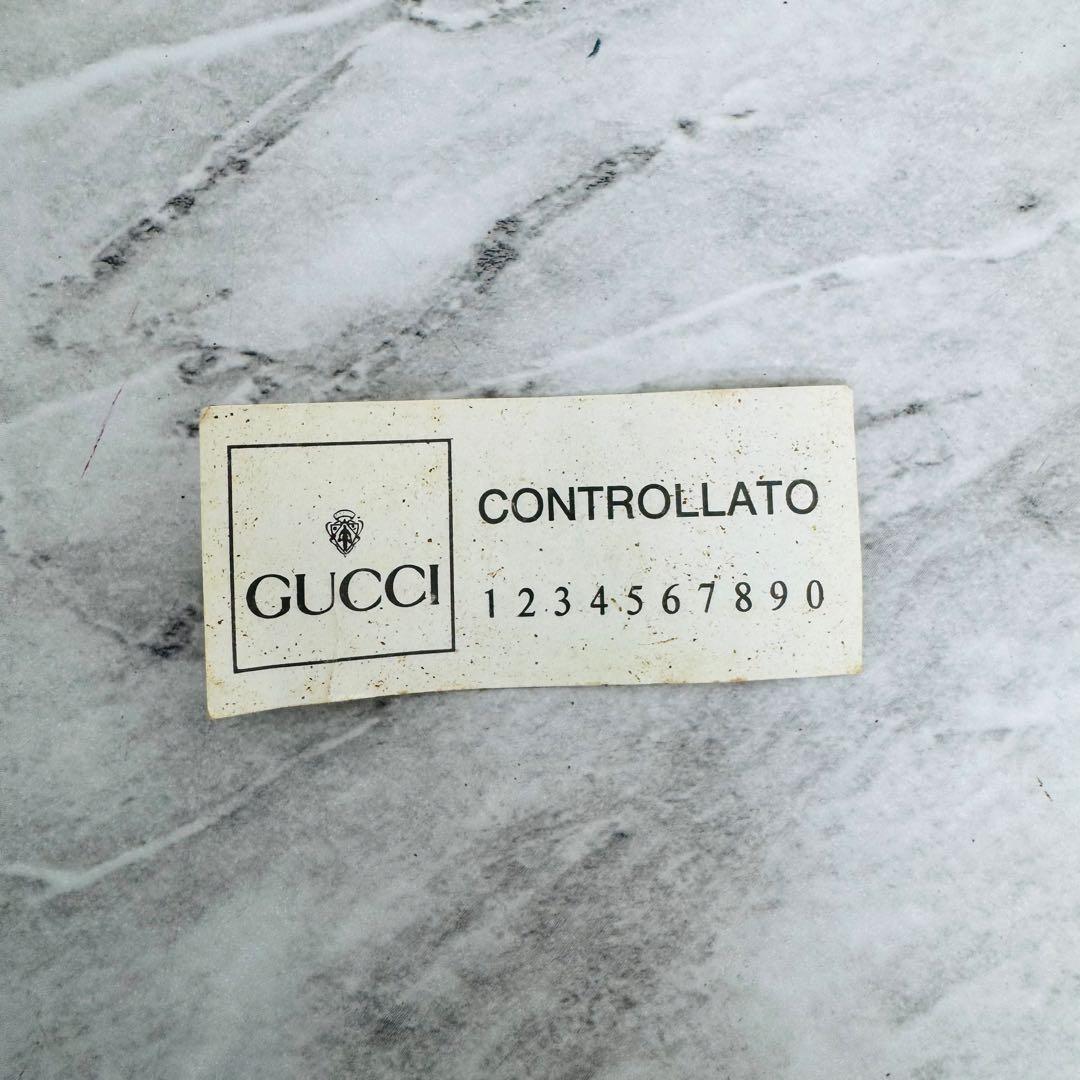 GUCCI
CONTROLLATO
1 2 3 4 5 6 7 8 9 0